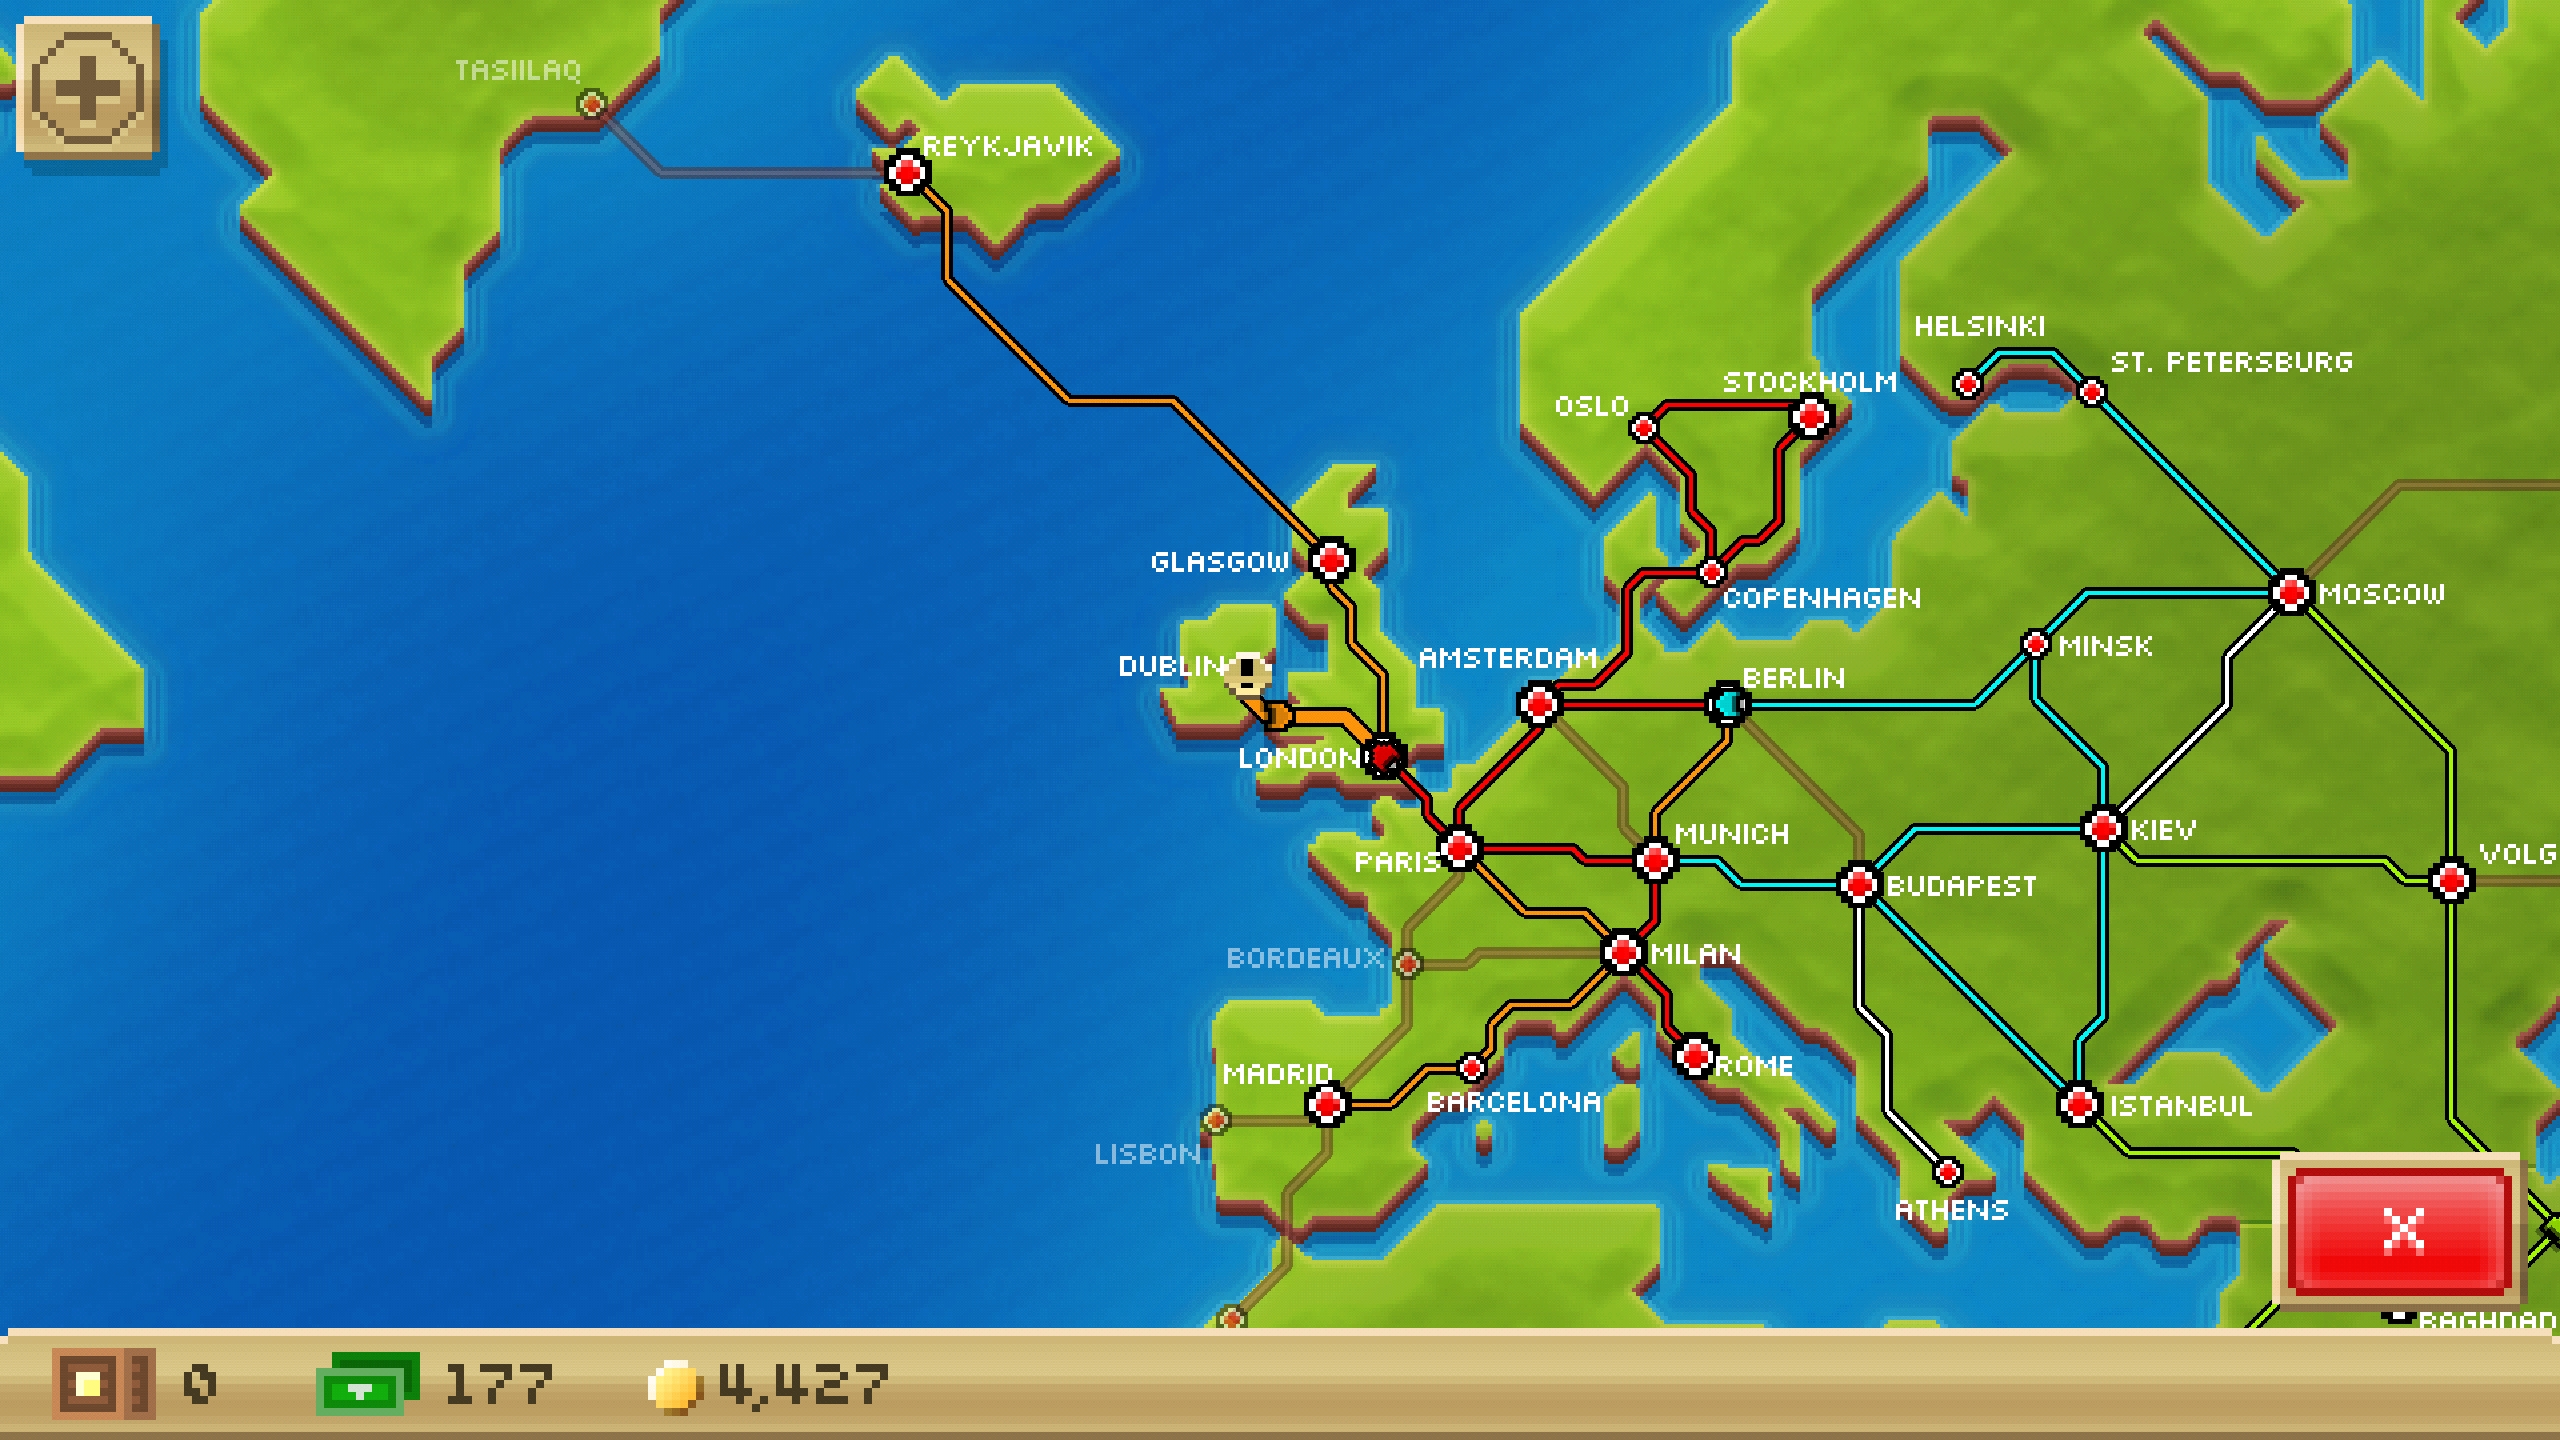 TASIILAQ
REYKJAVIK
HELSINKI
ST. PETERSBURG
STOCKHOLM
OSLO
GLASGOW
COPENHAGEN
MOSCOW
MINSK
AMSTERDAM
DUBLIN
BERLIN
LONDON
MUNICH
KIEV
PARIS
VOLG
BUDAPEST
MILAN
BORDEAUX
ROME
MADRID
BARCELONA
ISTANBUL
LISBON
ATHENS
X
BAGHDAD
0 177 4,427